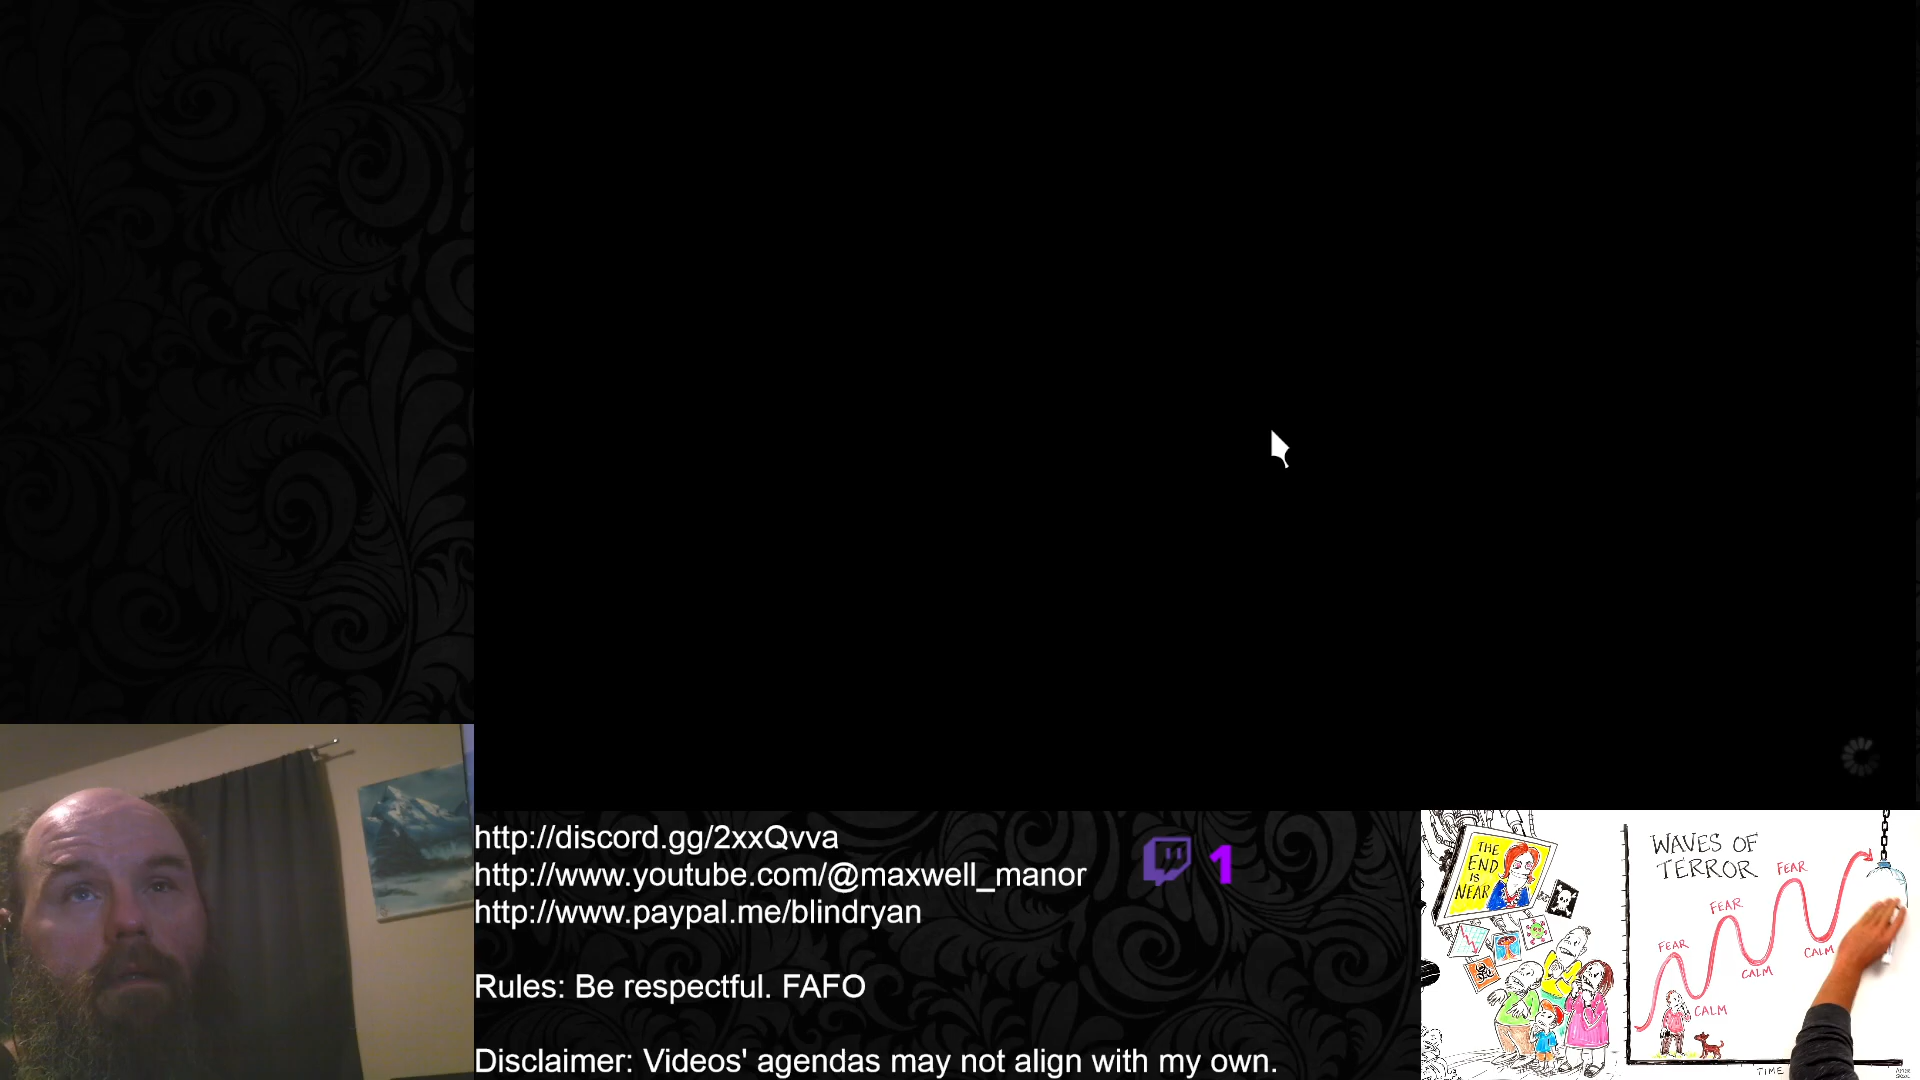 http://discord.gg/2xxQvva
http://www.youtube.com/@maxwell_manor
http://www.paypal.me/blindryan
Rules: Be respectful. FAFO
Disclaimer: Videos' agendas may not align with my own.
1
THE
END
IS
NEAR
WAVES OF
TERROR
FEAR
FEAR
FEAR
CALM
CALM
CALM
TIME